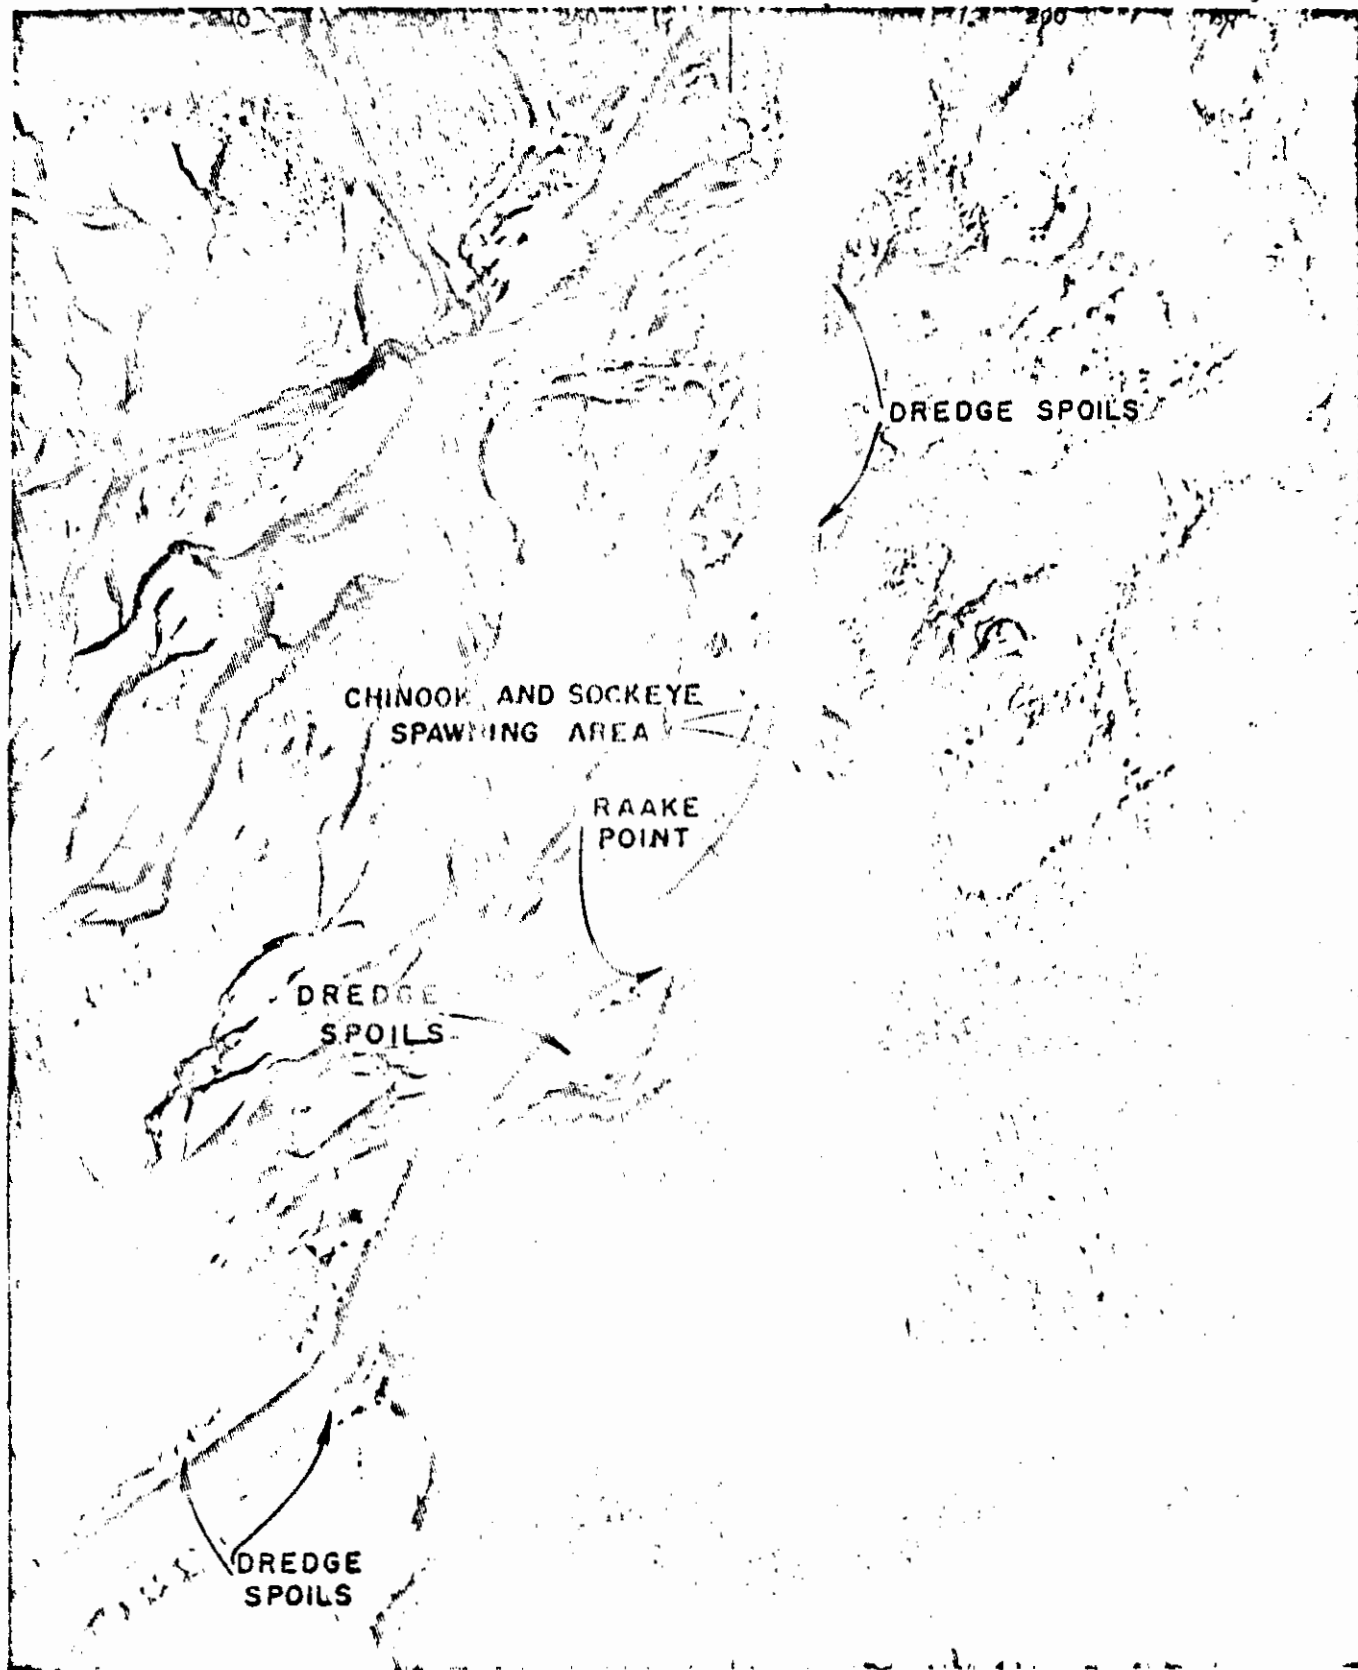 DREDGE SPOILS
CHINOOK AND SOCKEYE
SPAWNING AREA
RAAKE
POINT
DREDGE
SPOILS
DREDGE
SPOILS